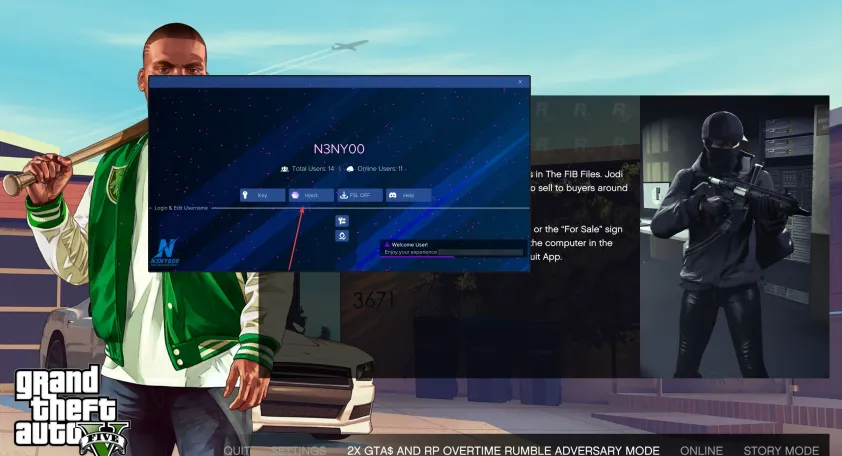 N3NY00
Total Users: 14 | Online Users: 11
Key
Inject
FSL OFF
Help
Login & Edit Username
Welcome User!
Enjoy your experience
N3NY00
s in The FIB Files. Jodi
o sell to buyers around
or the “For Sale” sign
the computer in the
uit App.
3671
grand
theft
auto
FIVE
QUIT
SETTINGS
2X GTA$ AND RP OVERTIME RUMBLE ADVERSARY MODE
ONLINE
STORY MODE